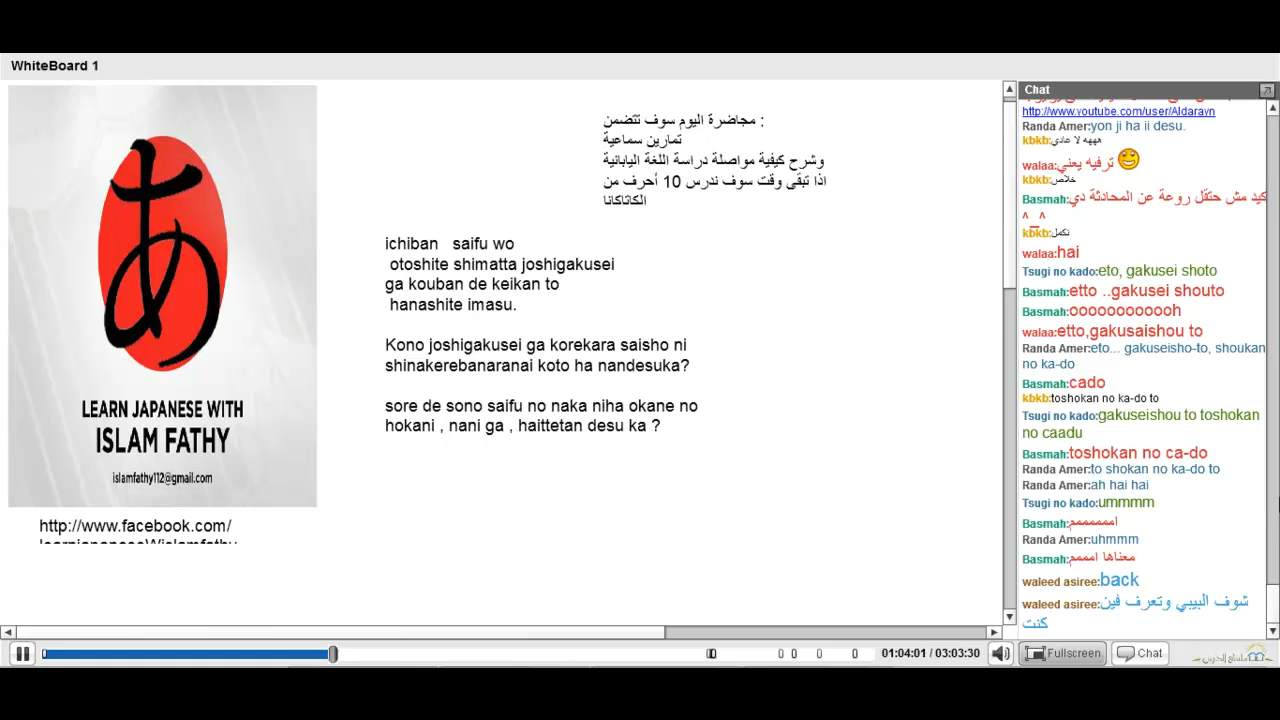 WhiteBoard 1
あ
LEARN JAPANESE WITH
ISLAM FATHY
islamfathy112@gmail.com
http://www.facebook.com/
مجاضرة اليوم سوف تتضمن :
تمارين سماعية
وشرح كيفية مواصلة دراسة اللغة اليابانية
اذا تبقى وقت سوف ندرس 10 أحرف من
الكاتاكانا
ichiban saifu wo
otoshite shimatta joshigakusei
ga kouban de keikan to
hanashite imasu.
Kono joshigakusei ga korekara saisho ni
shinakerebanaranai koto ha nandesuka?
sore de sono saifu no naka niha okane no
hokani , nani ga , haittetan desu ka ?
Chat
http://www.youtube.com/user/Aldarayn
Randa Amer:yon ji ha ii desu.
kbkb:هههه لا عادي
walaa:ترفيه يعني
kbkb:خلاص
Basmah:كيد مش حتقل روعة عن المحادثة دي
^_^
kbkb:نكمل
walaa:hai
Tsugi no kado:eto, gakusei shoto
Basmah:etto ..gakusei shouto
Basmah:oooooooooooh
walaa:etto,gakusaishou to
Randa Amer:eto... gakuseisho-to, shoukan
no ka-do
Basmah:cado
kbkb:toshokan no ka-do to
Tsugi no kado:gakuseishou to toshokan
no caadu
Basmah:toshokan no ca-do
Randa Amer:to shokan no ka-do to
Randa Amer:ah hai hai
Tsugi no kado:ummmm
Basmah:اممممممم
Randa Amer:uhmmm
Basmah:معناها امممم
waleed asiree:back
waleed asiree:شوف البيبي وتعرف فين
كنت
01:04:01 / 03:03:30
Fullscreen
Chat